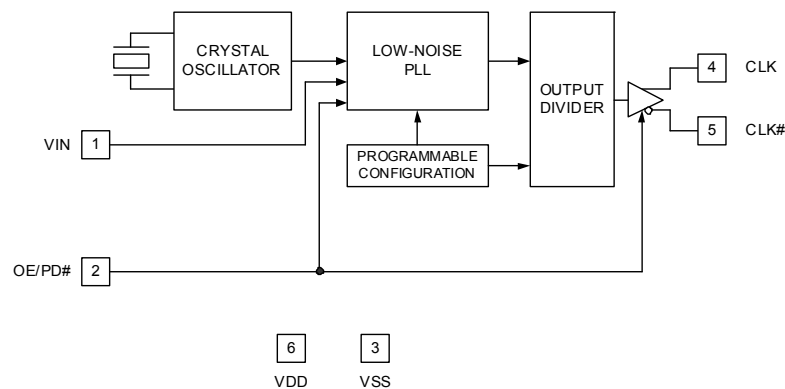 CRYSTAL
OSCILLATOR
LOW-NOISE
PLL
OUTPUT
DIVIDER
4 CLK
5 CLK#
VIN 1
PROGRAMMABLE
CONFIGURATION
OE/PD# 2
6 3
VDD VSS